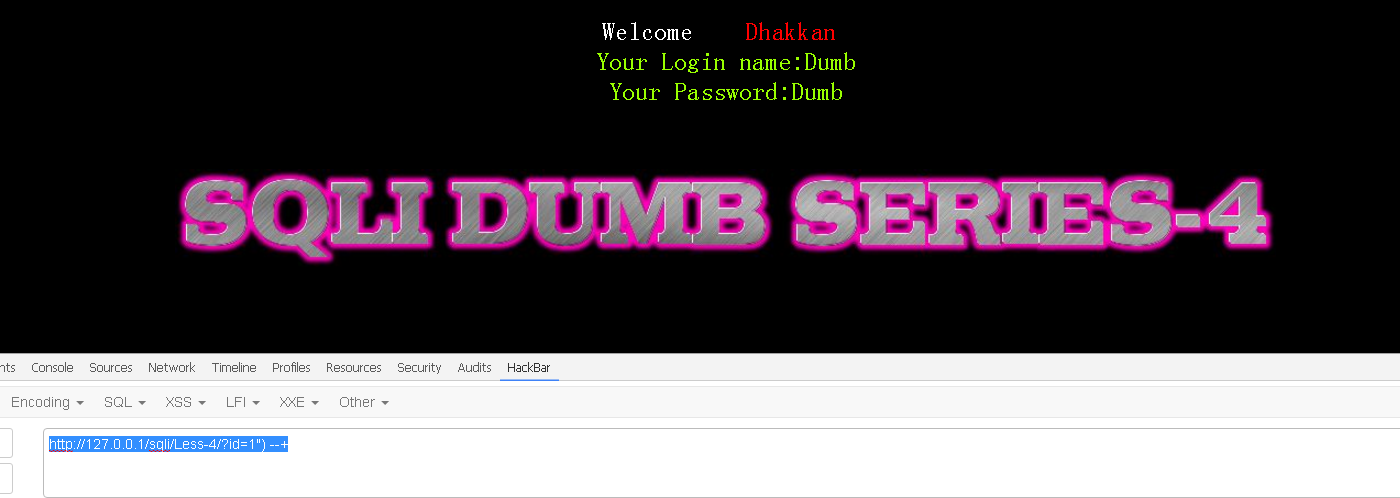 Welcome Dhakkan
Your Login name:Dumb
Your Password:Dumb
SQLI DUMB SERIES-4
nts Console Sources Network Timeline Profiles Resources Security Audits HackBar
Encoding SQL XSS LFI XXE Other
http://127.0.0.1/sqli/Less-4/?id=1") --+